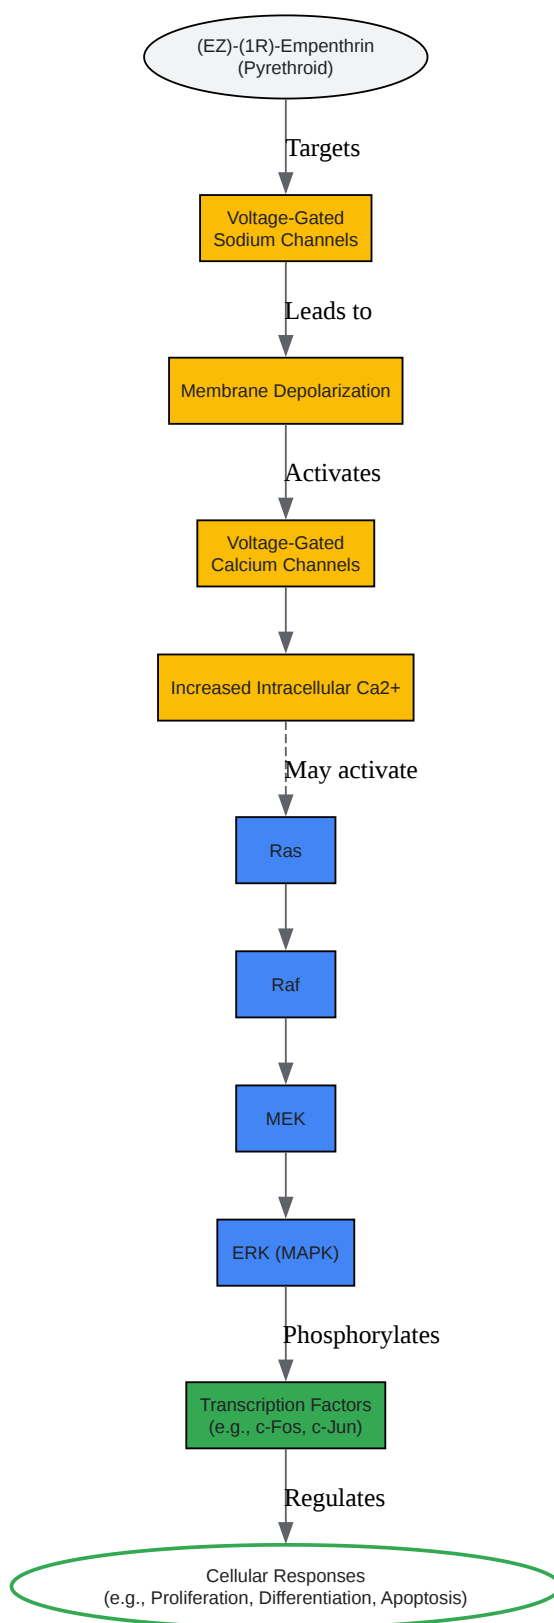 (EZ)-(1R)-Empenthrin
(Pyrethroid)
Targets
Voltage-Gated
Sodium Channels
Leads to
Membrane Depolarization
Activates
Voltage-Gated
Calcium Channels
Increased Intracellular Ca2+
May activate
Ras
Raf
MEK
ERK (MAPK)
Phosphorylates
Transcription Factors
(e.g., c-Fos, c-Jun)
Regulates
Cellular Responses
(e.g., Proliferation, Differentiation, Apoptosis)